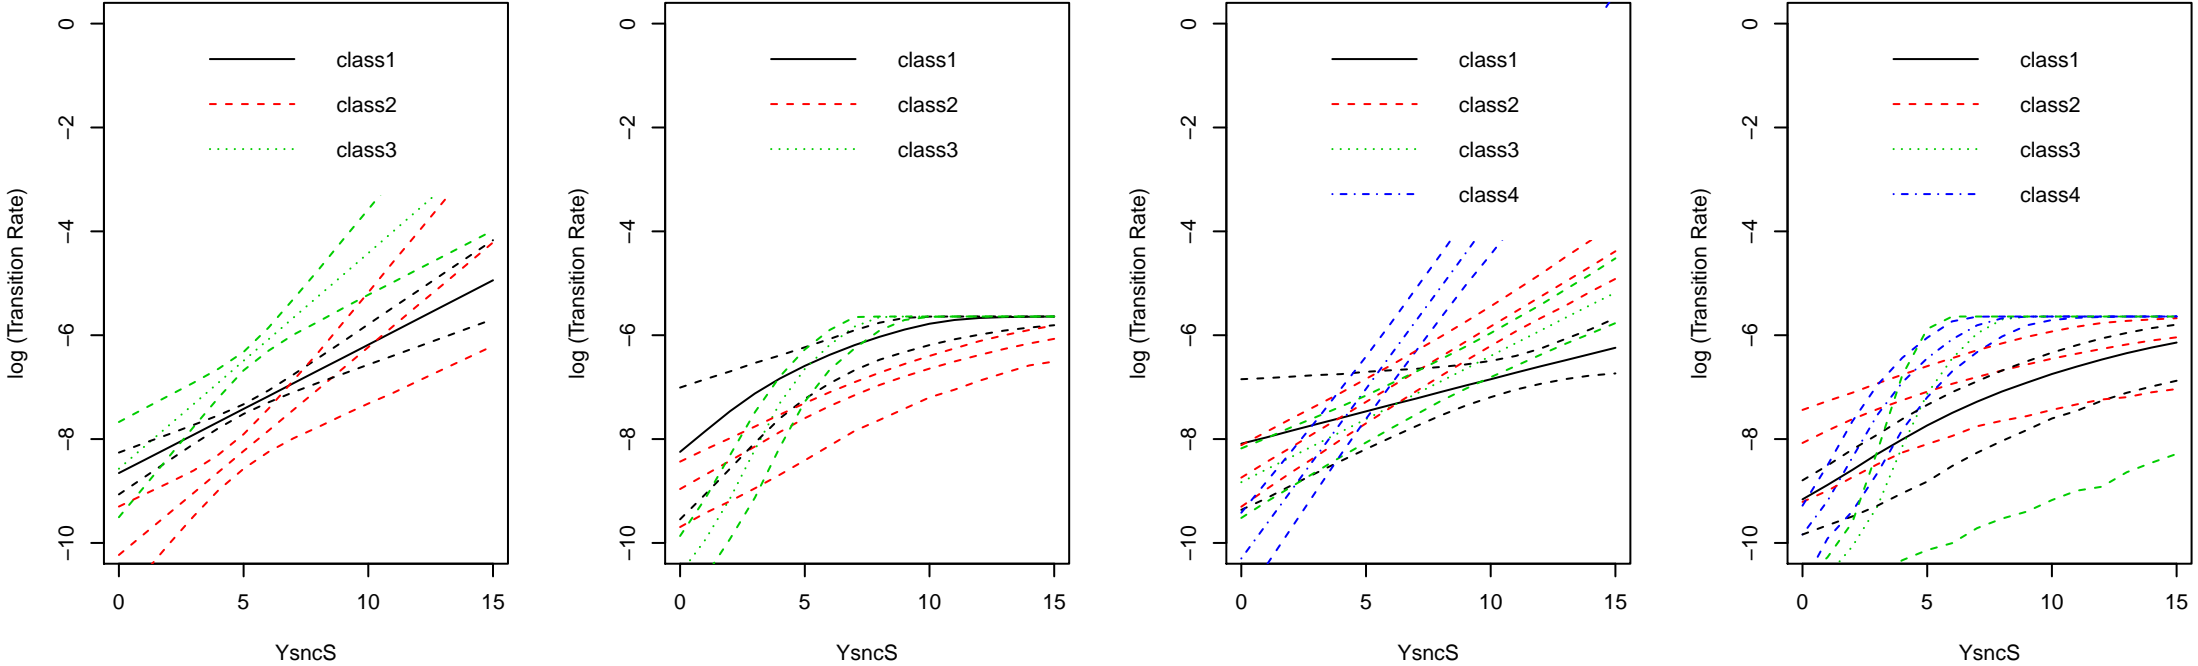 0
−2
−4
−6
−8
−10
log (Transition Rate)
class1
class2
class3
0 5 10 15
YsncS
0
−2
−4
−6
−8
−10
log (Transition Rate)
class1
class2
class3
0 5 10 15
YsncS
0
−2
−4
−6
−8
−10
log (Transition Rate)
class1
class2
class3
class4
0 5 10 15
YsncS
0
−2
−4
−6
−8
−10
log (Transition Rate)
class1
class2
class3
class4
0 5 10 15
YsncS